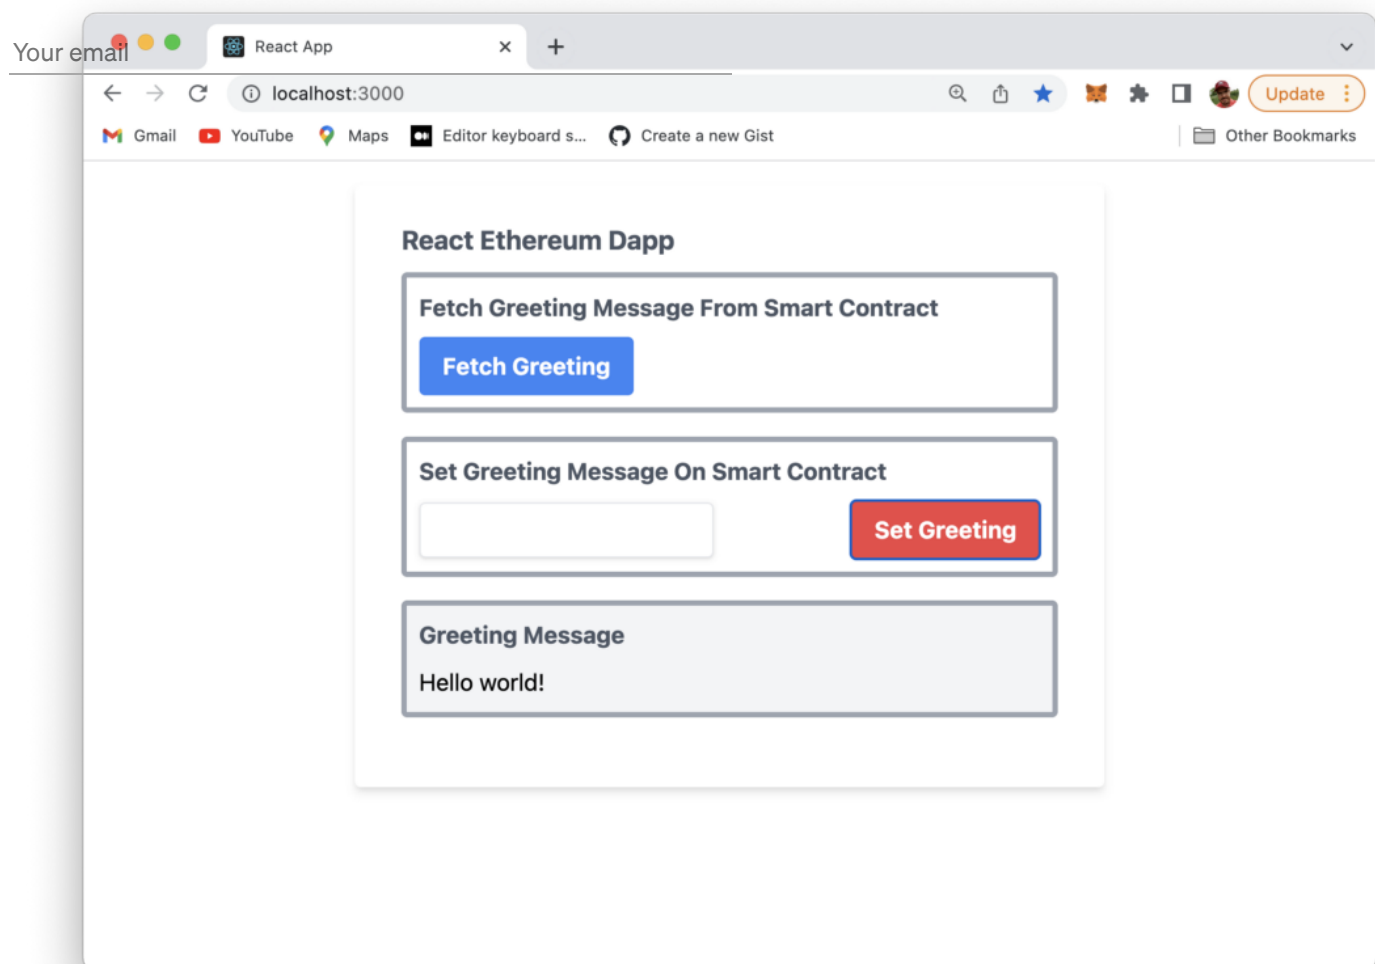 Your email
React App
localhost:3000
Update
Gmail YouTube Maps Editor keyboard s... Create a new Gist Other Bookmarks
React Ethereum Dapp
Fetch Greeting Message From Smart Contract
Fetch Greeting
Set Greeting Message On Smart Contract
Set Greeting
Greeting Message
Hello world!